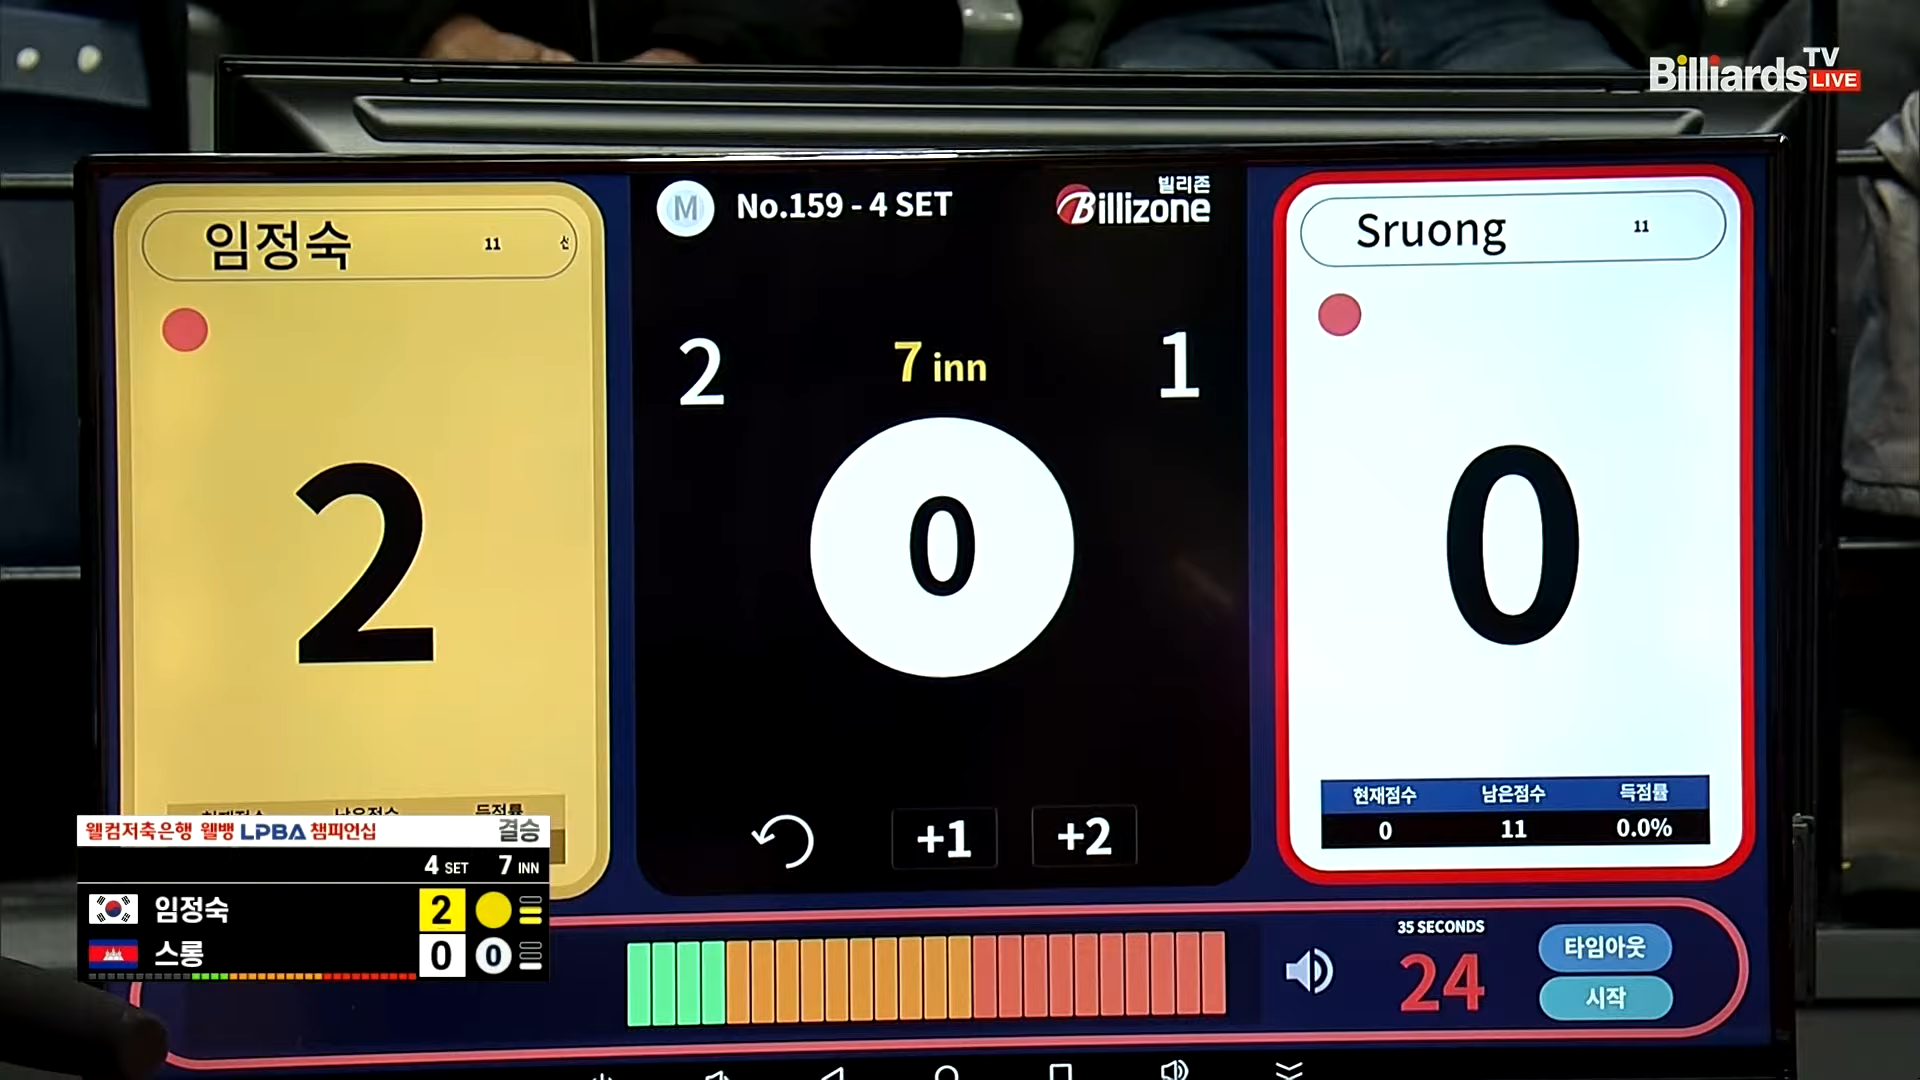 Billiards TV
LIVE
임정숙 11
M No.159 - 4 SET
빌리존
Billizone
Sruong 11
2 7 inn 1
2
0
0
+1 +2
현재점수 남은점수 득점률
0 11 0.0%
웰컴저축은행 웰뱅 LPBA 챔피언십 결승
4 SET 7 INN
임정숙 2
스롱 0 0
35 SECONDS
24
타임아웃
시작